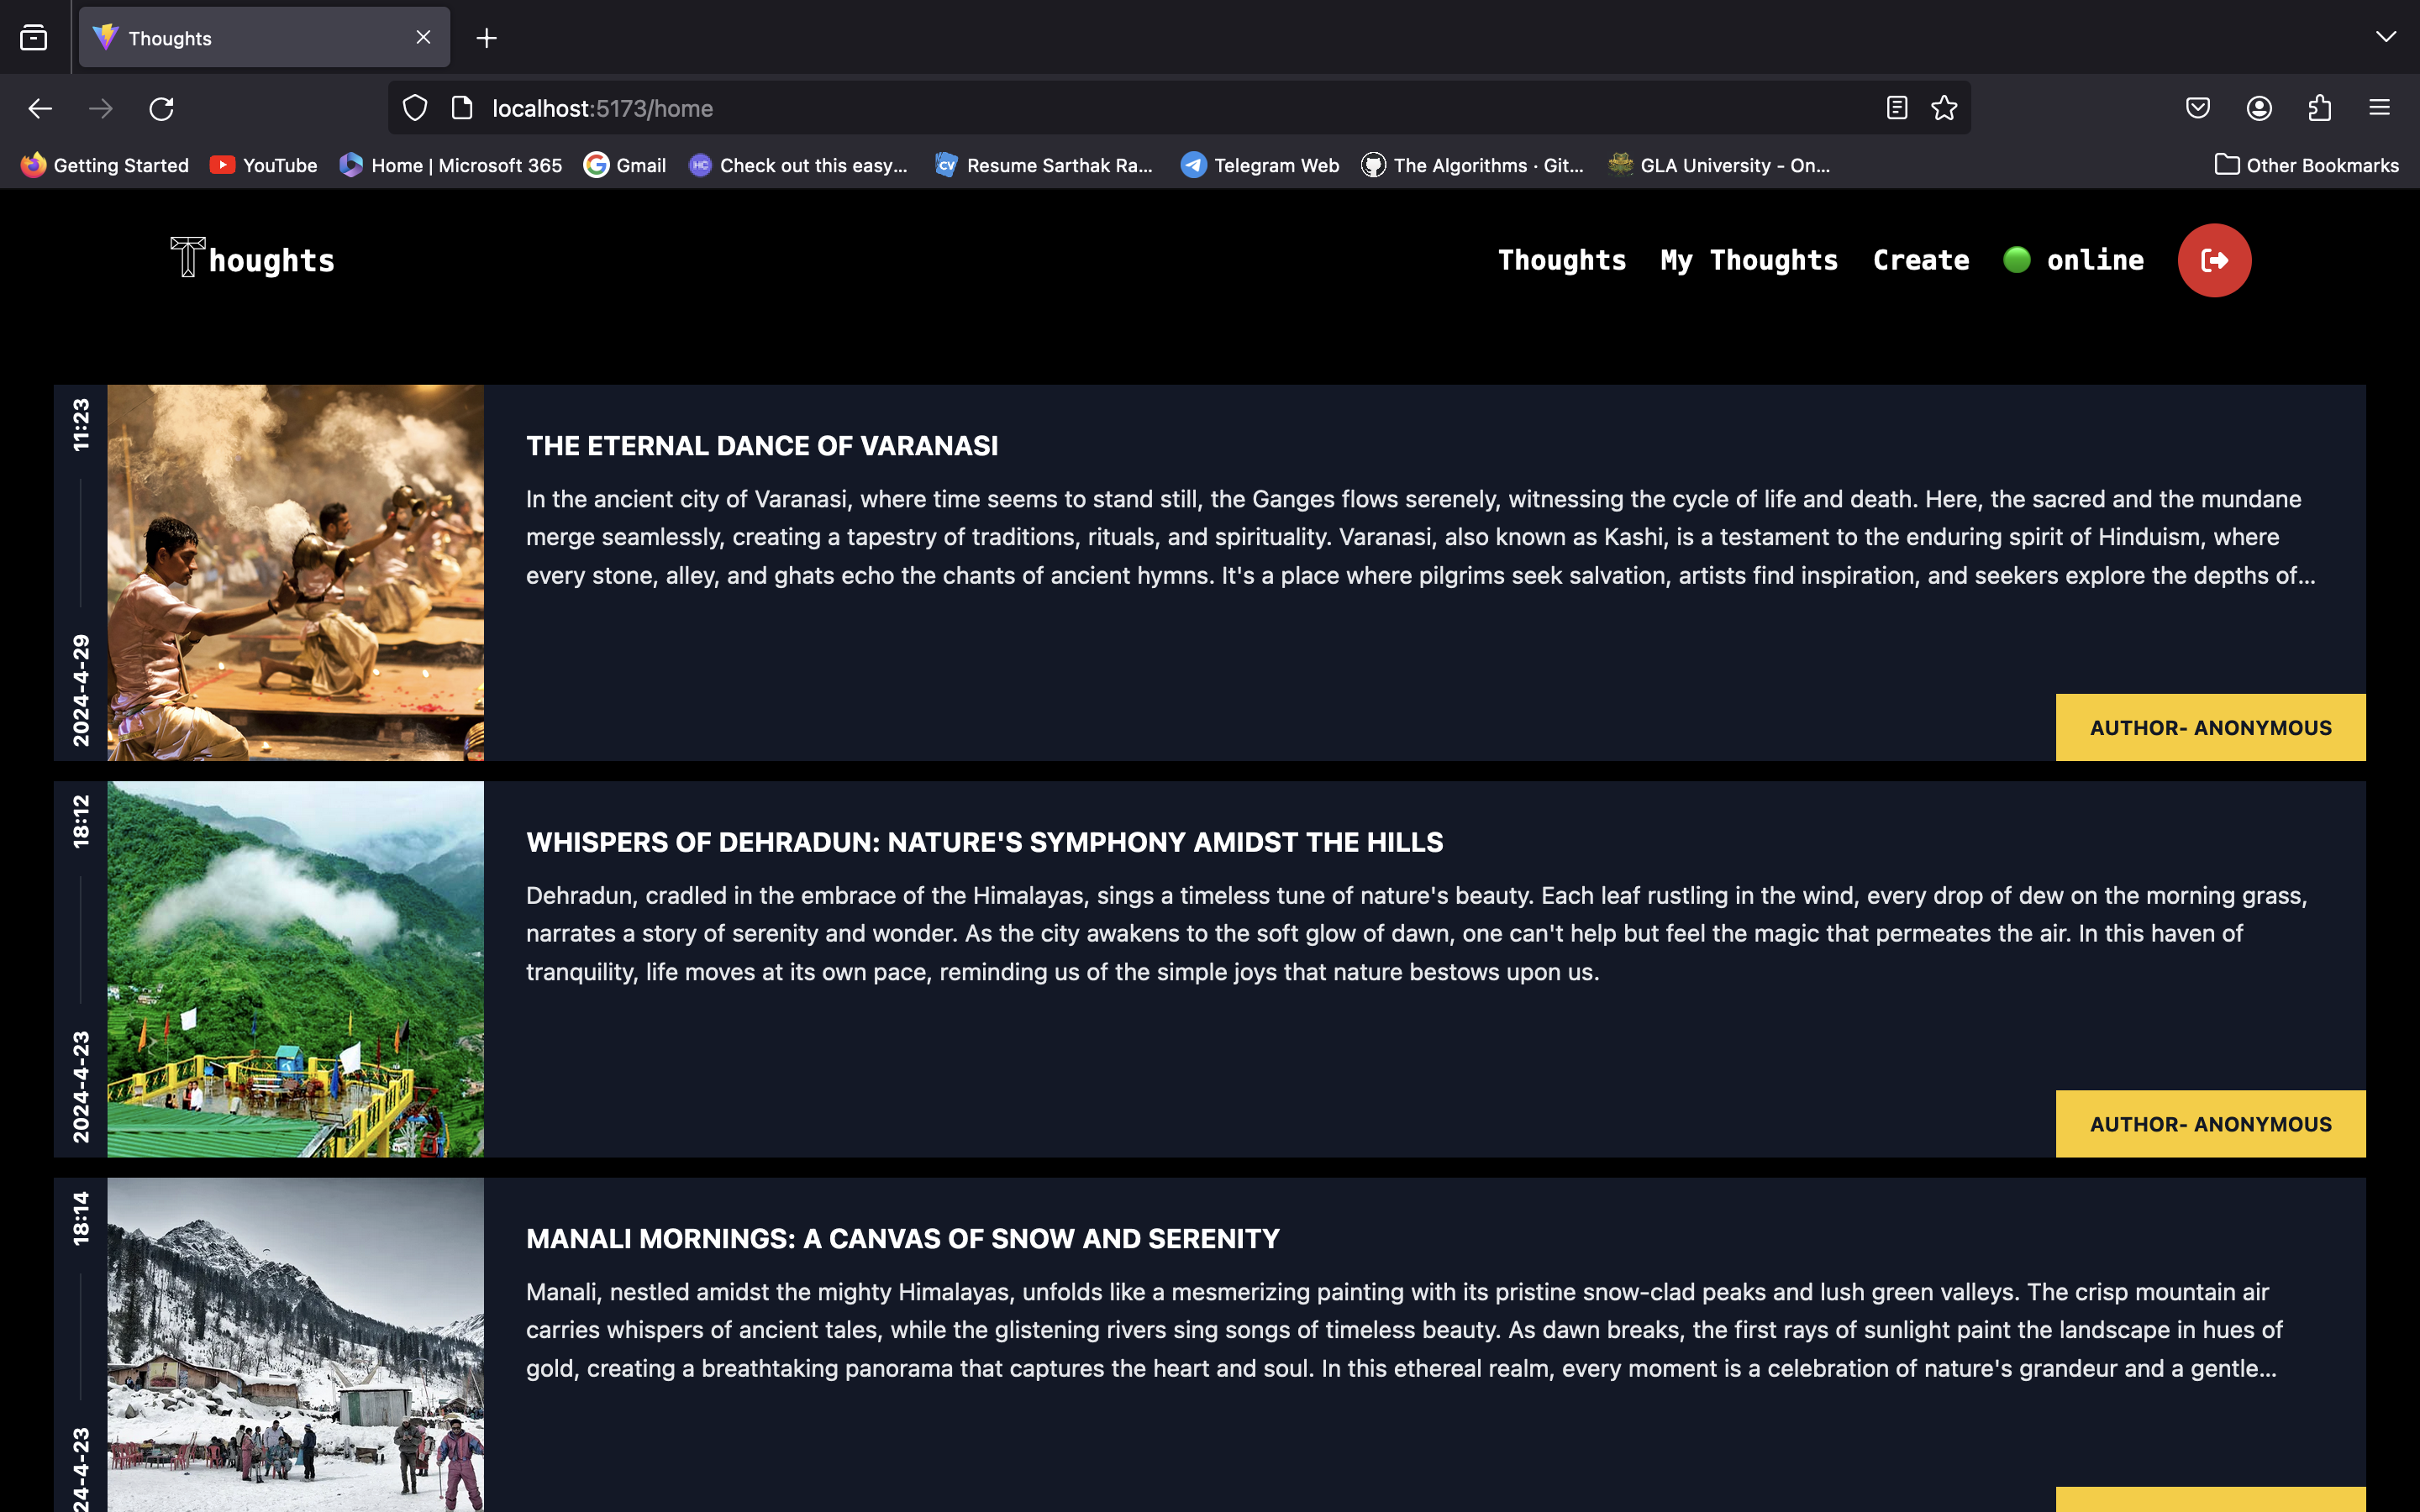 Thoughts
localhost:5173/home
Getting Started
YouTube
Home | Microsoft 365
Gmail
HC
Check out this easy...
CV
Resume Sarthak Ra...
Telegram Web
The Algorithms · Git...
GLA University - On...
Other Bookmarks
Thoughts
Thoughts
My Thoughts
Create
online
11:23
2024-4-29
THE ETERNAL DANCE OF VARANASI
In the ancient city of Varanasi, where time seems to stand still, the Ganges flows serenely, witnessing the cycle of life and death. Here, the sacred and the mundane
merge seamlessly, creating a tapestry of traditions, rituals, and spirituality. Varanasi, also known as Kashi, is a testament to the enduring spirit of Hinduism, where
every stone, alley, and ghats echo the chants of ancient hymns. It's a place where pilgrims seek salvation, artists find inspiration, and seekers explore the depths of...
AUTHOR- ANONYMOUS
18:12
2024-4-23
WHISPERS OF DEHRADUN: NATURE'S SYMPHONY AMIDST THE HILLS
Dehradun, cradled in the embrace of the Himalayas, sings a timeless tune of nature's beauty. Each leaf rustling in the wind, every drop of dew on the morning grass,
narrates a story of serenity and wonder. As the city awakens to the soft glow of dawn, one can't help but feel the magic that permeates the air. In this haven of
tranquility, life moves at its own pace, reminding us of the simple joys that nature bestows upon us.
AUTHOR- ANONYMOUS
18:14
24-4-23
MANALI MORNINGS: A CANVAS OF SNOW AND SERENITY
Manali, nestled amidst the mighty Himalayas, unfolds like a mesmerizing painting with its pristine snow-clad peaks and lush green valleys. The crisp mountain air
carries whispers of ancient tales, while the glistening rivers sing songs of timeless beauty. As dawn breaks, the first rays of sunlight paint the landscape in hues of
gold, creating a breathtaking panorama that captures the heart and soul. In this ethereal realm, every moment is a celebration of nature's grandeur and a gentle...